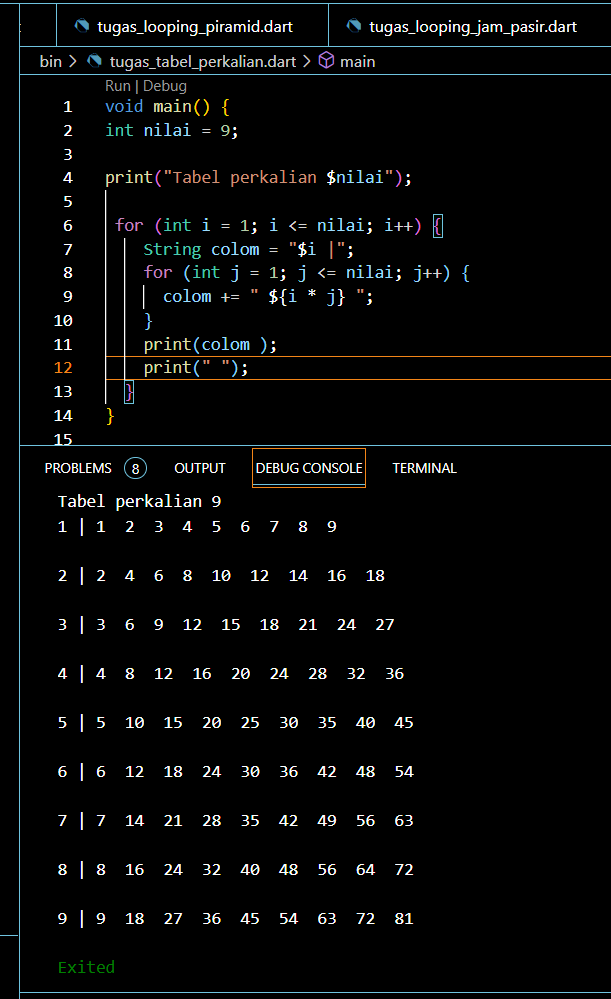 tugas_looping_piramid.dart tugas_looping_jam_pasir.dart
bin > tugas_tabel_perkalian.dart > main
Run | Debug
1 void main() {
2 int nilai = 9;
3
4 print("Tabel perkalian $nilai");
5
6 for (int i = 1; i <= nilai; i++) {
7 String colom = "$i |";
8 for (int j = 1; j <= nilai; j++) {
9 colom += " ${i * j} ";
10 }
11 print(colom );
12 print(" ");
13 }
14 }
15
PROBLEMS 8 OUTPUT DEBUG CONSOLE TERMINAL
Tabel perkalian 9
1 | 1 2 3 4 5 6 7 8 9
2 | 2 4 6 8 10 12 14 16 18
3 | 3 6 9 12 15 18 21 24 27
4 | 4 8 12 16 20 24 28 32 36
5 | 5 10 15 20 25 30 35 40 45
6 | 6 12 18 24 30 36 42 48 54
7 | 7 14 21 28 35 42 49 56 63
8 | 8 16 24 32 40 48 56 64 72
9 | 9 18 27 36 45 54 63 72 81
Exited